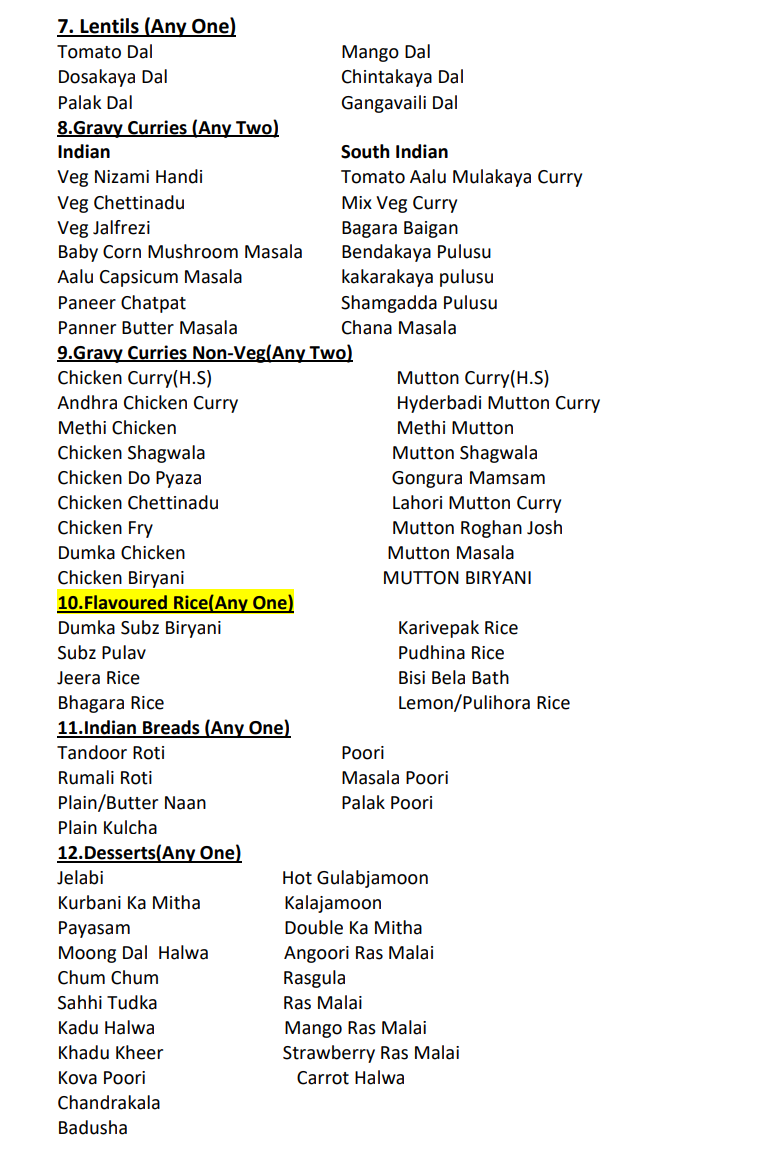 7. Lentils (Any One)
Tomato Dal Mango Dal
Dosakaya Dal Chintakaya Dal
Palak Dal Gangavaili Dal
8.Gravy Curries (Any Two)
Indian South Indian
Veg Nizami Handi Tomato Aalu Mulakaya Curry
Veg Chettinadu Mix Veg Curry
Veg Jalfrezi Bagara Baigan
Baby Corn Mushroom Masala Bendakaya Pulusu
Aalu Capsicum Masala kakarakaya pulusu
Paneer Chatpat Shamgadda Pulusu
Panner Butter Masala Chana Masala
9.Gravy Curries Non-Veg(Any Two)
Chicken Curry(H.S) Mutton Curry(H.S)
Andhra Chicken Curry Hyderbadi Mutton Curry
Methi Chicken Methi Mutton
Chicken Shagwala Mutton Shagwala
Chicken Do Pyaza Gongura Mamsam
Chicken Chettinadu Lahori Mutton Curry
Chicken Fry Mutton Roghan Josh
Dumka Chicken Mutton Masala
Chicken Biryani MUTTON BIRYANI
10.Flavoured Rice(Any One)
Dumka Subz Biryani Karivepak Rice
Subz Pulav Pudhina Rice
Jeera Rice Bisi Bela Bath
Bhagara Rice Lemon/Pulihora Rice
11.Indian Breads (Any One)
Tandoor Roti Poori
Rumali Roti Masala Poori
Plain/Butter Naan Palak Poori
Plain Kulcha
12.Desserts(Any One)
Jelabi Hot Gulabjamoon
Kurbani Ka Mitha Kalajamoon
Payasam Double Ka Mitha
Moong Dal  Halwa Angoori Ras Malai
Chum Chum Rasgula
Sahhi Tudka Ras Malai
Kadu Halwa Mango Ras Malai
Khadu Kheer Strawberry Ras Malai
Kova Poori Carrot Halwa
Chandrakala
Badusha